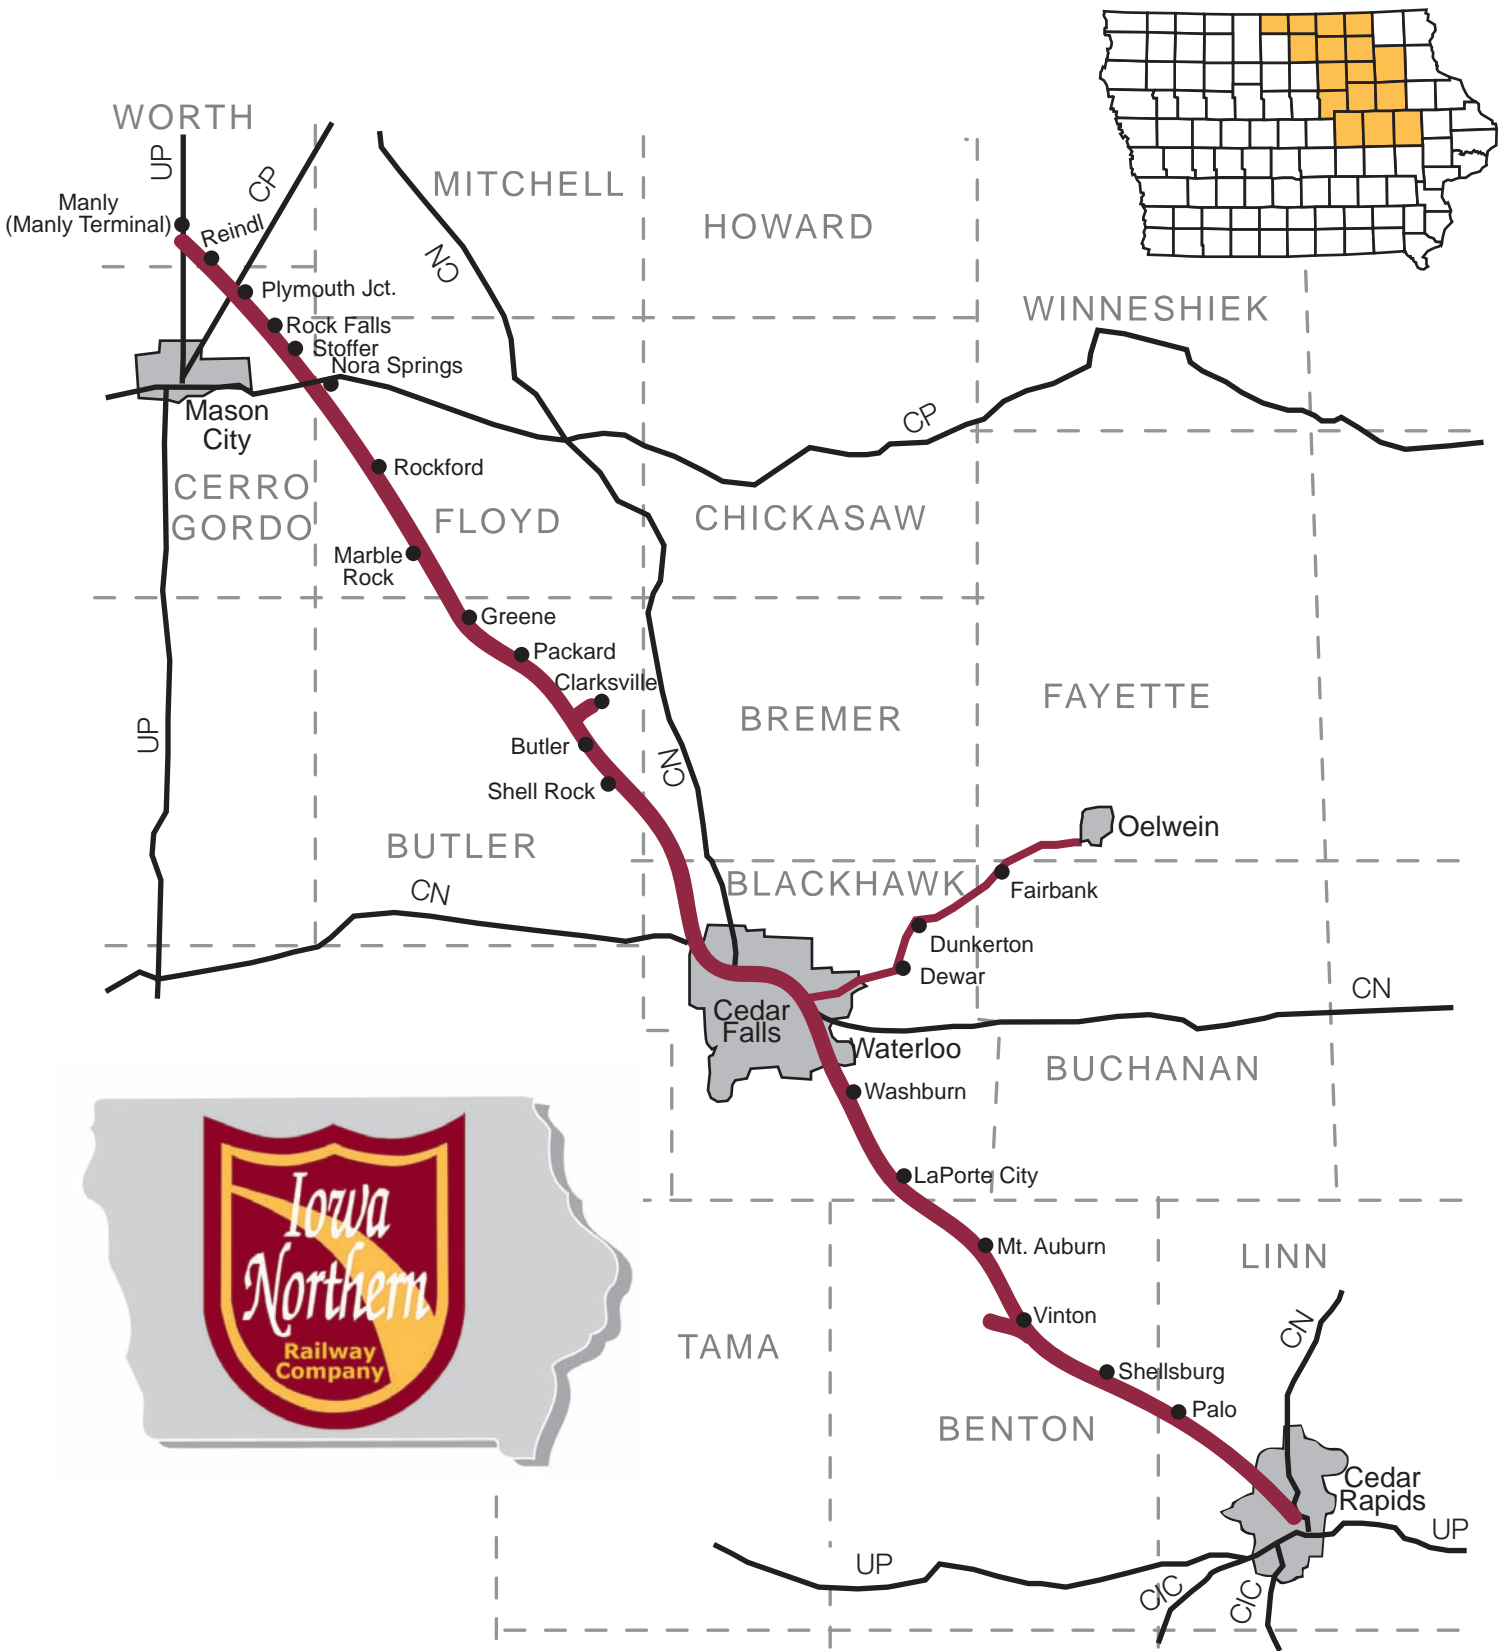 WORTH
UP
CP
MITCHELL
HOWARD
Manly
(Manly Terminal)
Reindl
CN
Plymouth Jct.
WINNESHIEK
Rock Falls
Stoffer
Nora Springs
Mason
City
CP
Rockford
CERRO
GORDO
FLOYD
CHICKASAW
Marble
Rock
Greene
Packard
Clarksville
FAYETTE
BREMER
UP
Butler
CN
Shell Rock
Oelwein
BUTLER
CN
BLACKHAWK
Fairbank
Dunkerton
Dewar
CN
Cedar
Falls
Waterloo
BUCHANAN
Washburn
LaPorte City
Iowa
Northern
Railway
Company
Mt. Auburn
LINN
Vinton
CN
TAMA
Shellsburg
Palo
BENTON
Cedar
Rapids
UP
UP
CIC
CIC